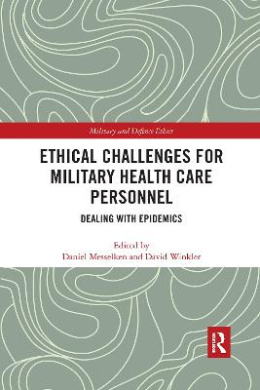 Military and Defence Ethics
ETHICAL CHALLENGES FOR
MILITARY HEALTH CARE
PERSONNEL
DEALING WITH EPIDEMICS
Edited by
Daniel Messelken and David Winkler
ROUTLEDGE